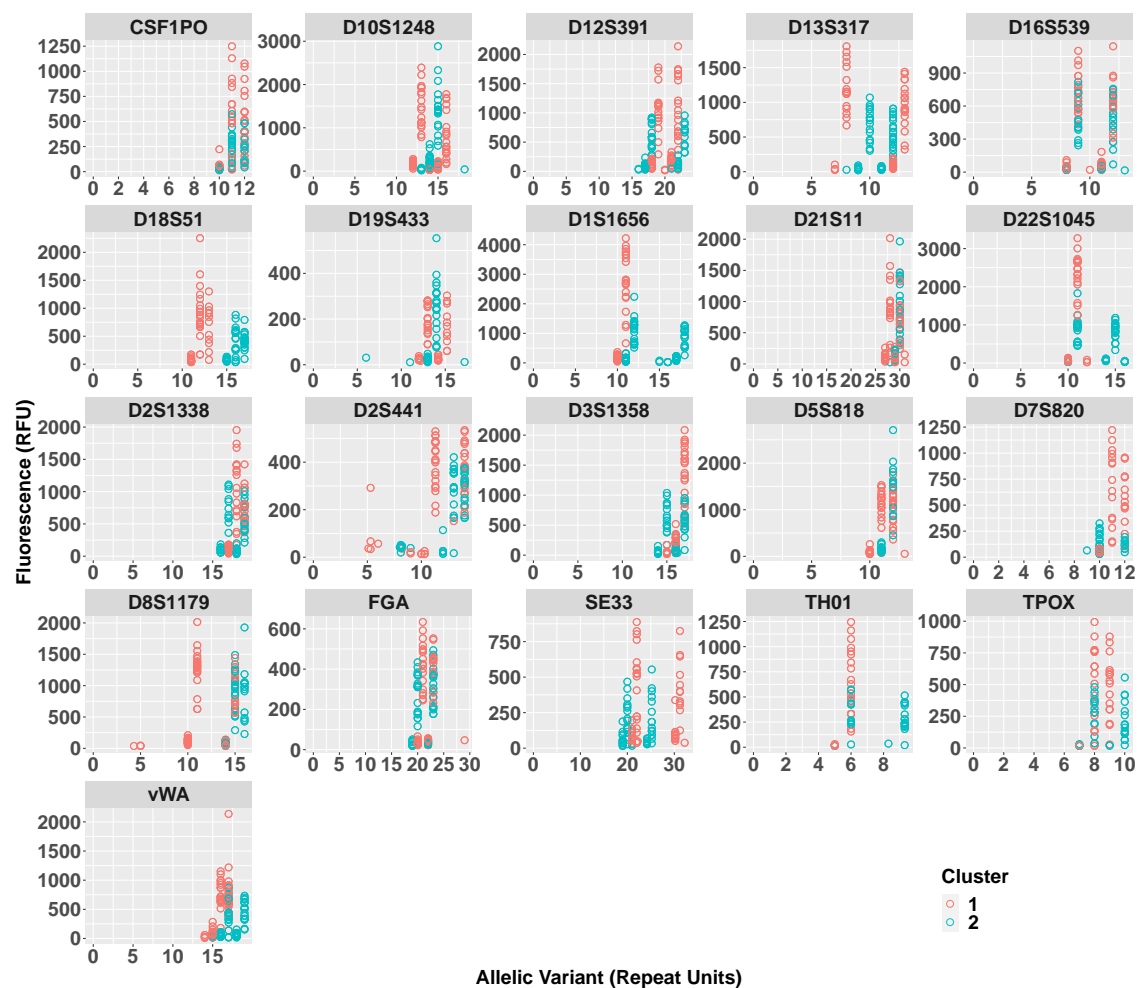 CSF1PO D10S1248 D12S391 D13S317 D16S539
1250 1000 750 500 250 0
3000 2000 1000 0
2000 1500 1000 500 0
1500 1000 500 0
900 600 300 0
0 2 4 6 8 10 12
0 5 10 15
0 5 10 15 20
0 5 10
0 5 10
D18S51 D19S433 D1S1656 D21S11 D22S1045
2000 1500 1000 500 0
400 200 0
4000 3000 2000 1000 0
2000 1500 1000 500 0
3000 2000 1000 0
0 5 10 15
0 5 10 15
0 5 10 15
0 5 10 15 20 25 30
0 5 10 15
Fluorescence (RFU)
D2S1338 D2S441 D3S1358 D5S818 D7S820
2000 1500 1000 500 0
400 200 0
2000 1500 1000 500 0
2000 1000 0
1250 1000 750 500 250 0
0 5 10 15
0 5 10
0 5 10 15
0 5 10
0 2 4 6 8 10 12
D8S1179 FGA SE33 TH01 TPOX
2000 1500 1000 500 0
600 400 200 0
750 500 250 0
1250 1000 750 500 250 0
1000 750 500 250 0
0 5 10 15
0 5 10 15 20 25 30
0 10 20 30
0 2 4 6 8
0 2 4 6 8 10
vWA
2000 1500 1000 500 0
0 5 10 15
Cluster
1
2
Allelic Variant (Repeat Units)